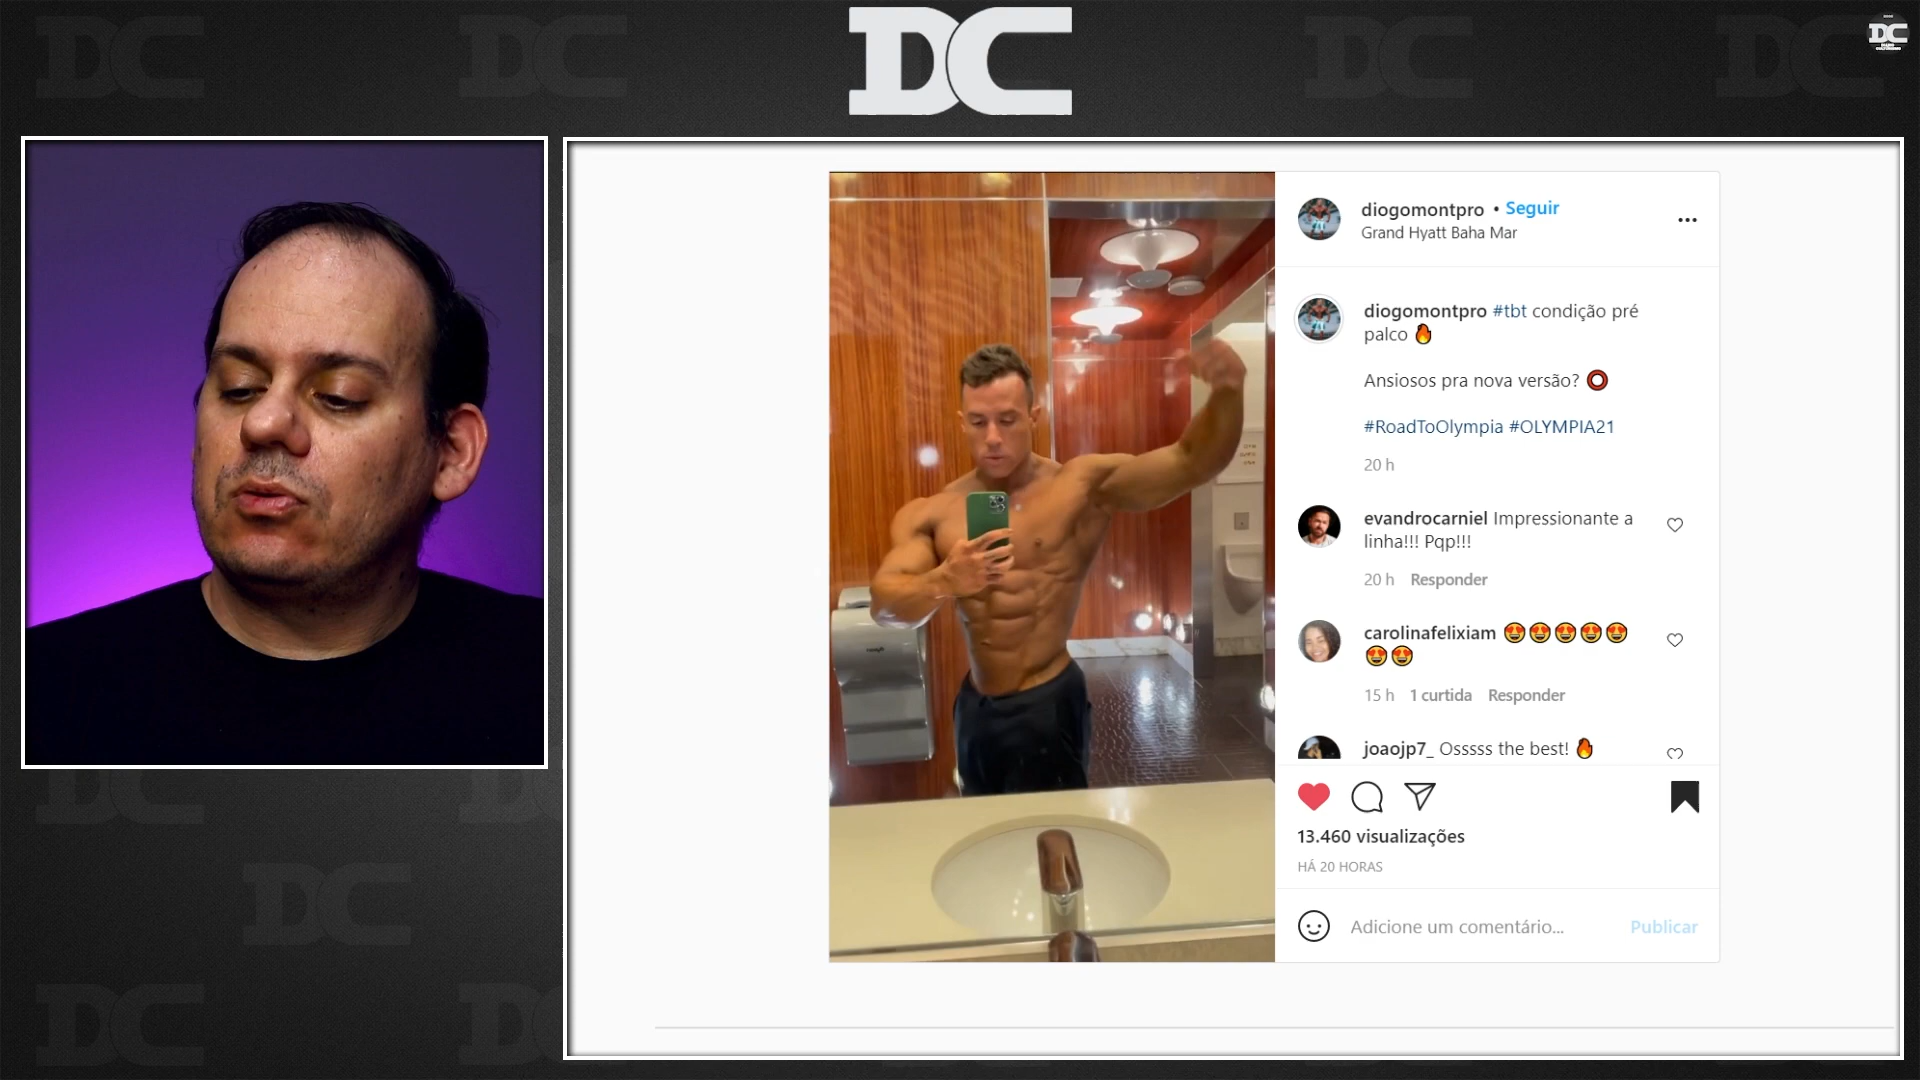 DC
DC
diogomontpro • Seguir
Grand Hyatt Baha Mar
diogomontpro #tbt condição pré
palco 🔥
Ansiosos pra nova versão? ⭕
#RoadToOlympia #OLYMPIA21
20 h
evandrocarniel Impressionante a
linha!!! Pqp!!!
20 h Responder
carolinafelixiam 😍😍😍😍😍
😍😍
15 h 1 curtida Responder
joaojp7_ Osssss the best! 🔥
13.460 visualizações
HÁ 20 HORAS
Adicione um comentário... Publicar